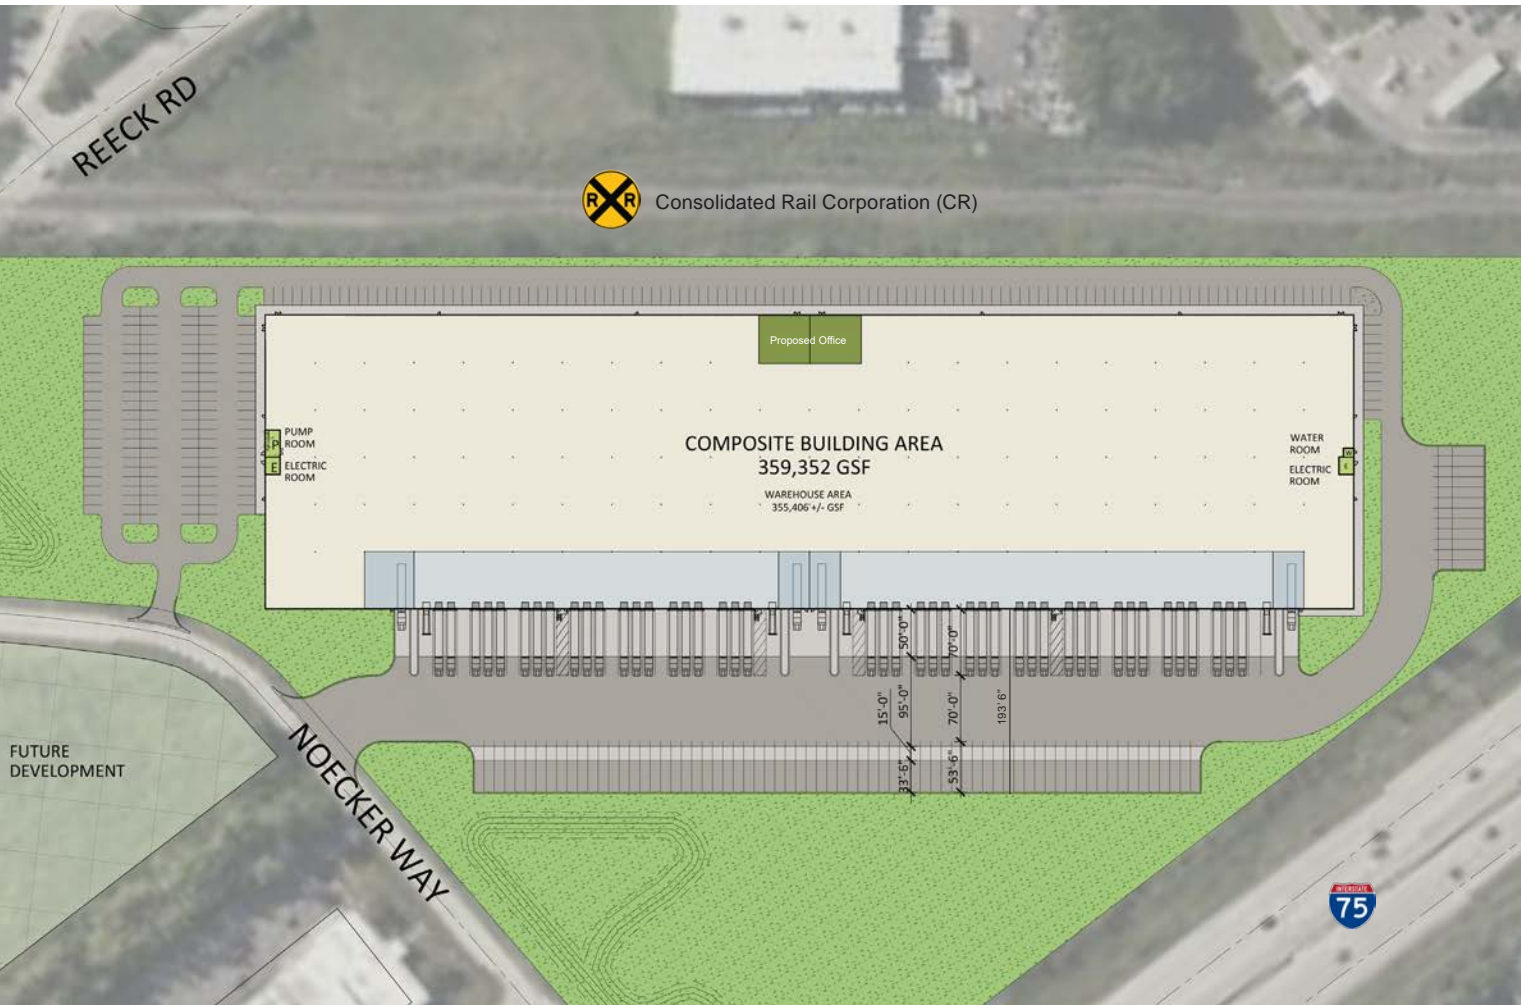 REECK RD
R R
Consolidated Rail Corporation (CR)
Proposed Office
PUMP
ROOM
P
E
ELECTRIC
ROOM
COMPOSITE BUILDING AREA
359,352 GSF
WAREHOUSE AREA
355,406 +/- GSF
WATER
ROOM
W
ELECTRIC
ROOM
E
50'-0"
70'-0"
15'-0"
95'-0"
70'-0"
193' 6"
33'-6"
53'-6"
FUTURE
DEVELOPMENT
NOECKER WAY
INTERSTATE
75